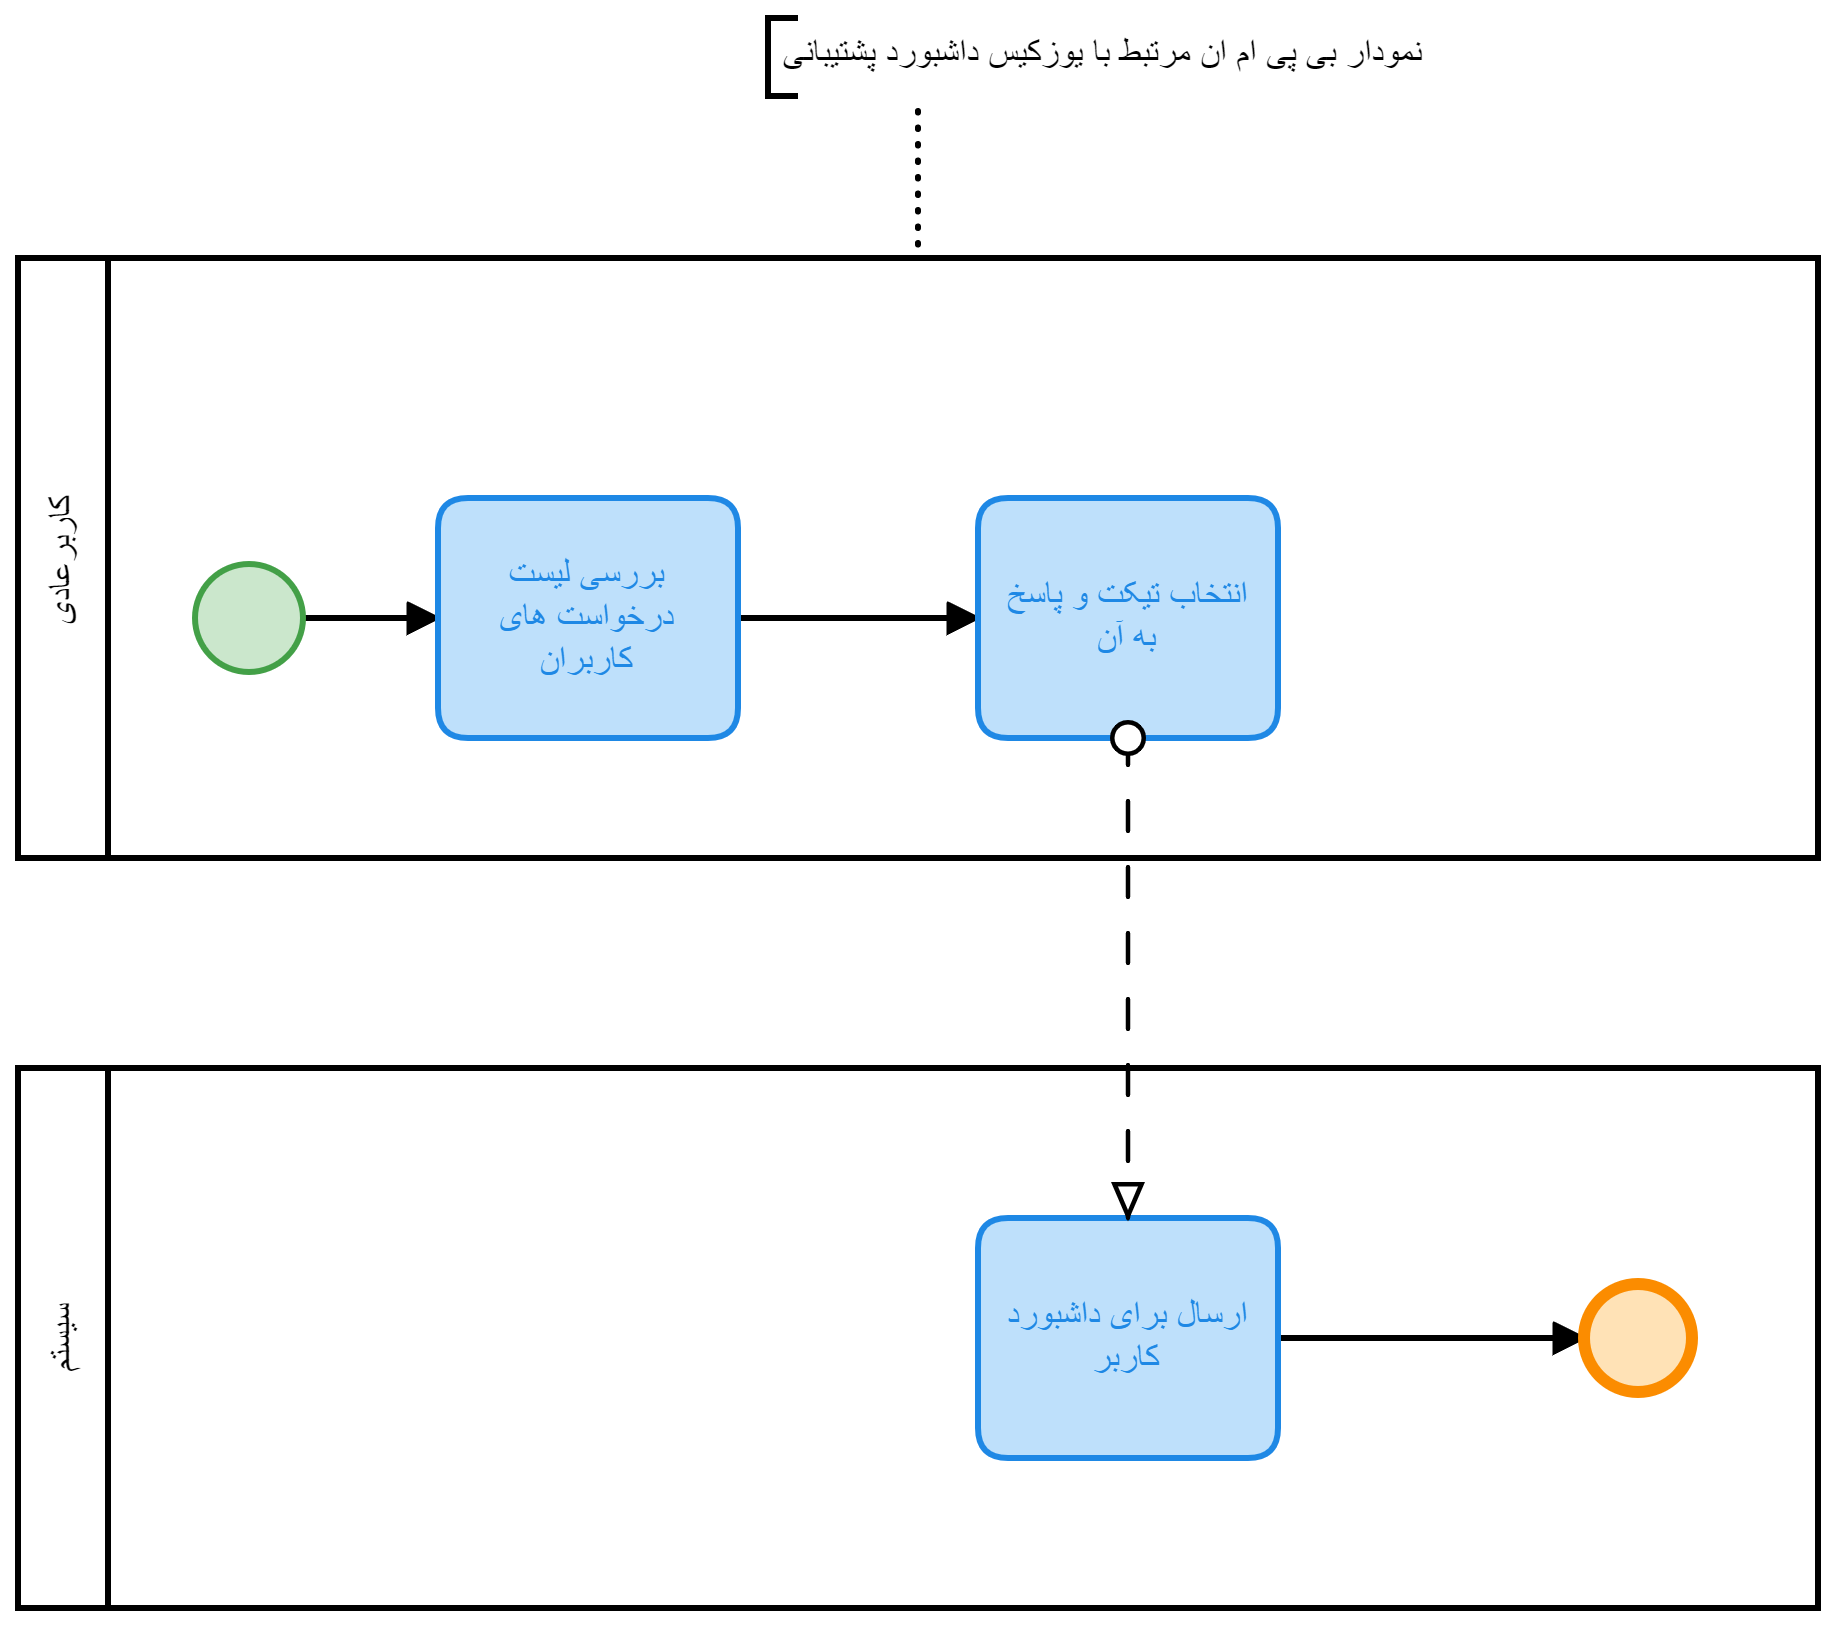 نمودار بی پی ام ان مرتبط با یوزکیس داشبورد پشتیبانی
کاربر عادی
بررسی لیست
درخواست های
کاربران
انتخاب تیکت و پاسخ
به آن
سیستم
ارسال برای داشبورد
کاربر